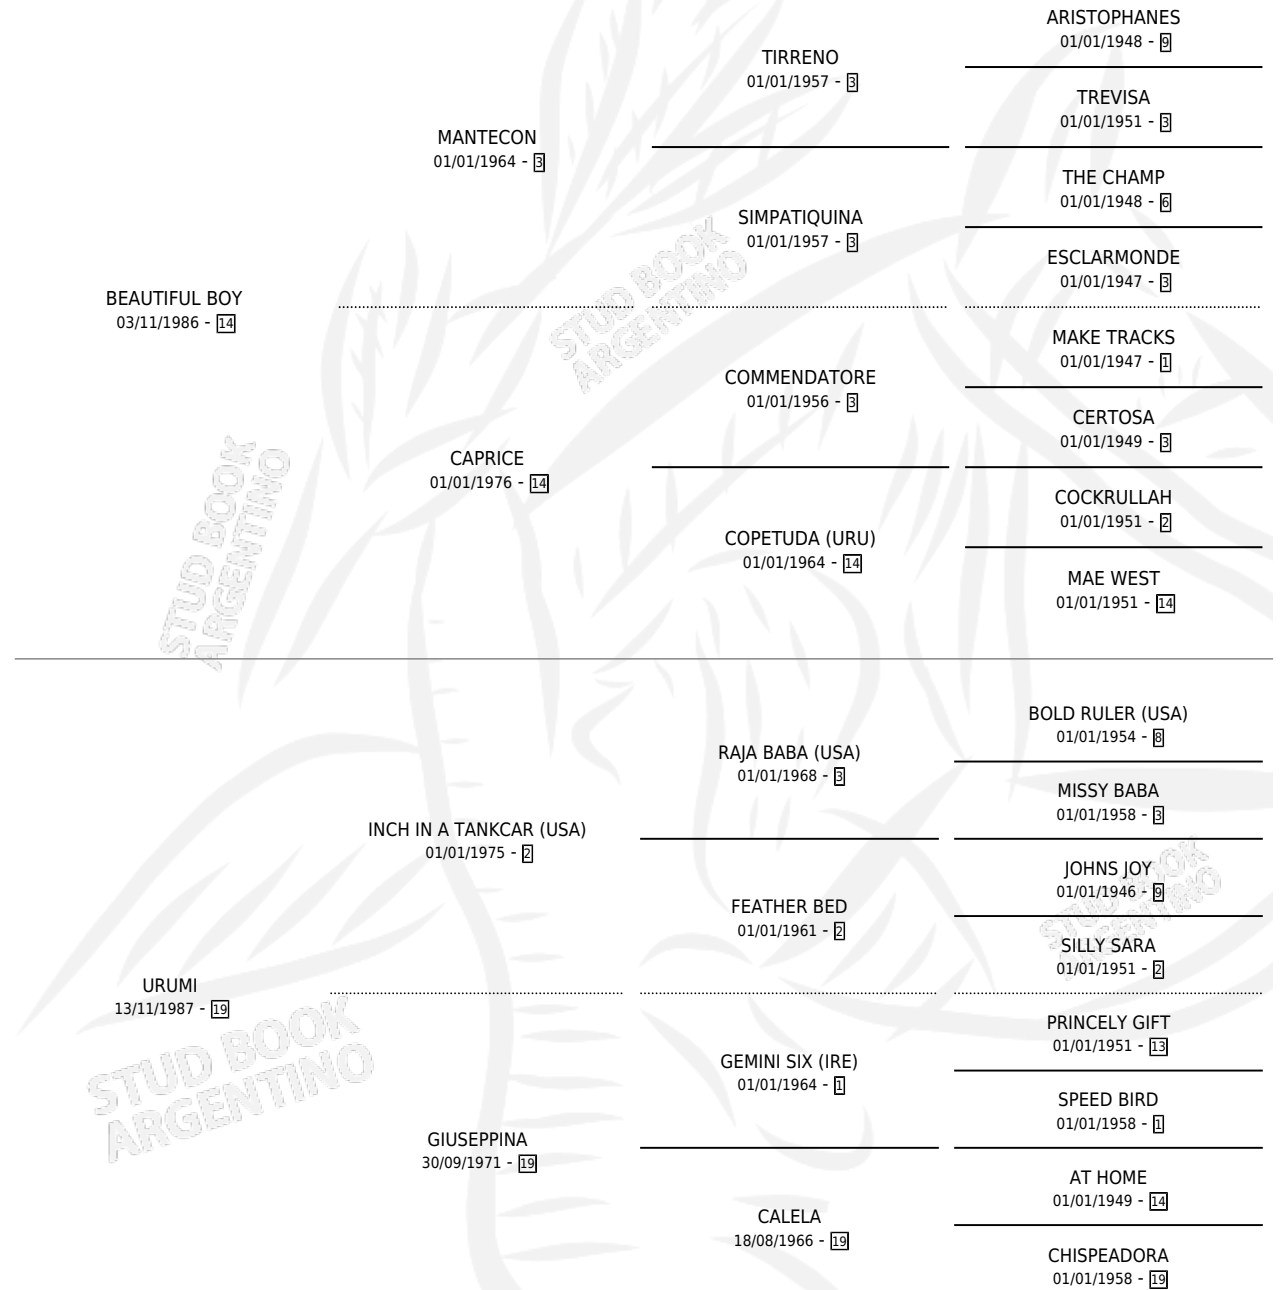 ARISTOPHANES
01/01/1948 - 9
TIRRENO
01/01/1957 - 3
TREVISA
01/01/1951 - 3
MANTECON
01/01/1964 - 3
THE CHAMP
01/01/1948 - 6
SIMPATIQUINA
01/01/1957 - 3
ESCLARMONDE
01/01/1947 - 3
BEAUTIFUL BOY
03/11/1986 - 14
MAKE TRACKS
01/01/1947 - 1
COMMENDATORE
01/01/1956 - 3
CERTOSA
01/01/1949 - 3
CAPRICE
01/01/1976 - 14
COCKRULLAH
01/01/1951 - 2
COPETUDA (URU)
01/01/1964 - 14
MAE WEST
01/01/1951 - 14
BOLD RULER (USA)
01/01/1954 - 8
RAJA BABA (USA)
01/01/1968 - 3
MISSY BABA
01/01/1958 - 3
INCH IN A TANKCAR (USA)
01/01/1975 - 2
JOHNS JOY
01/01/1946 - 9
FEATHER BED
01/01/1961 - 2
SILLY SARA
01/01/1951 - 2
URUMI
13/11/1987 - 19
PRINCELY GIFT
01/01/1951 - 13
GEMINI SIX (IRE)
01/01/1964 - 1
SPEED BIRD
01/01/1958 - 1
GIUSEPPINA
30/09/1971 - 19
AT HOME
01/01/1949 - 14
CALELA
18/08/1966 - 19
CHISPEADORA
01/01/1958 - 19
STUD BOOK
ARGENTINO
STUD BOOK
ARGENTINO
STUD BOOK
ARGENTINO
STUD BOOK
ARGENTINO